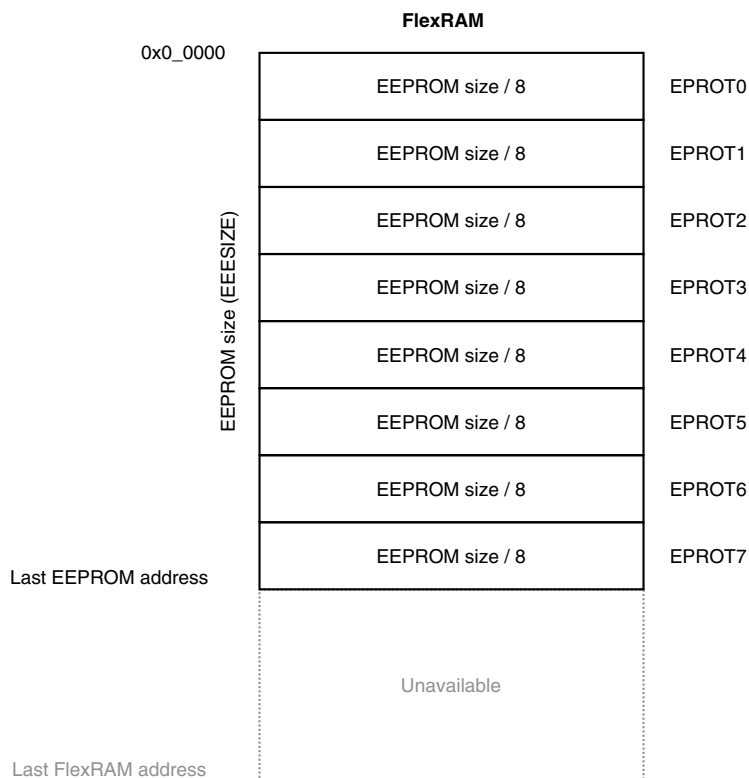 FlexRAM
0x0_0000
EEPROM size / 8 EPROT0
EEPROM size / 8 EPROT1
EEPROM size / 8 EPROT2
EEPROM size / 8 EPROT3
EEPROM size (EEESIZE)
EEPROM size / 8 EPROT4
EEPROM size / 8 EPROT5
EEPROM size / 8 EPROT6
EEPROM size / 8 EPROT7
Last EEPROM address
Unavailable
Last FlexRAM address